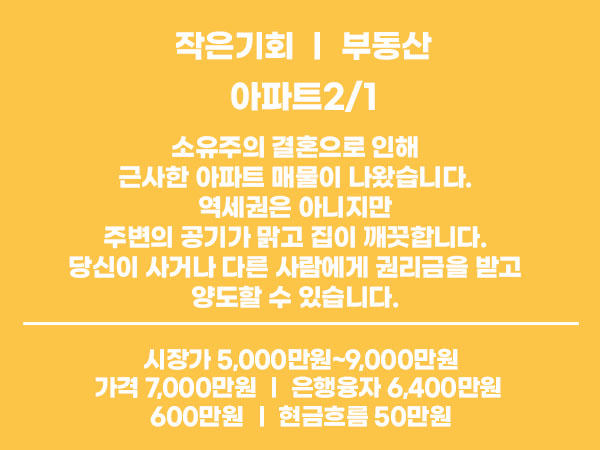 작은기회 | 부동산
아파트2/1
소유주의 결혼으로 인해
근사한 아파트 매물이 나왔습니다.
역세권은 아니지만
주변의 공기가 맑고 집이 깨끗합니다.
당신이 사거나 다른 사람에게 권리금을 받고
양도할 수 있습니다.
시장가 5,000만원~9,000만원
가격 7,000만원 | 은행융자 6,400만원
600만원 | 현금흐름 50만원